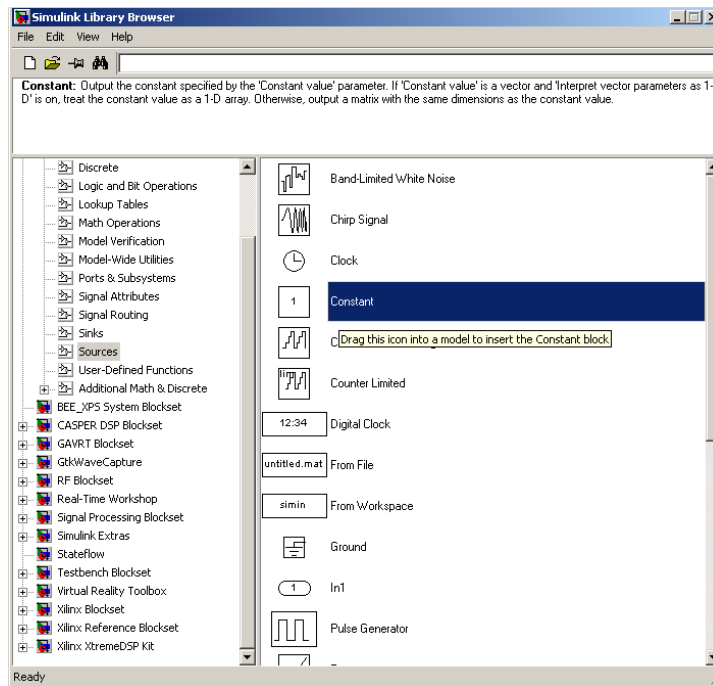 Simulink Library Browser
File Edit View Help
Constant: Output the constant specified by the 'Constant value' parameter. If 'Constant value' is a vector and 'Interpret vector parameters as 1-
D' is on, treat the constant value as a 1-D array. Otherwise, output a matrix with the same dimensions as the constant value.
Discrete
Logic and Bit Operations
Lookup Tables
Math Operations
Model Verification
Model-Wide Utilities
Ports & Subsystems
Signal Attributes
Signal Routing
Sinks
Sources
User-Defined Functions
Additional Math & Discrete
BEE_XPS System Blockset
CASPER DSP Blockset
GAVRT Blockset
GtkWaveCapture
RF Blockset
Real-Time Workshop
Signal Processing Blockset
Simulink Extras
Stateflow
Testbench Blockset
Virtual Reality Toolbox
Xilinx Blockset
Xilinx Reference Blockset
Xilinx XtremeDSP Kit
Band-Limited White Noise
Chirp Signal
Clock
1 Constant
C Drag this icon into a model to insert the Constant block
lim Counter Limited
12:34 Digital Clock
untitled.mat From File
simin From Workspace
Ground
1 In1
Pulse Generator
Ready